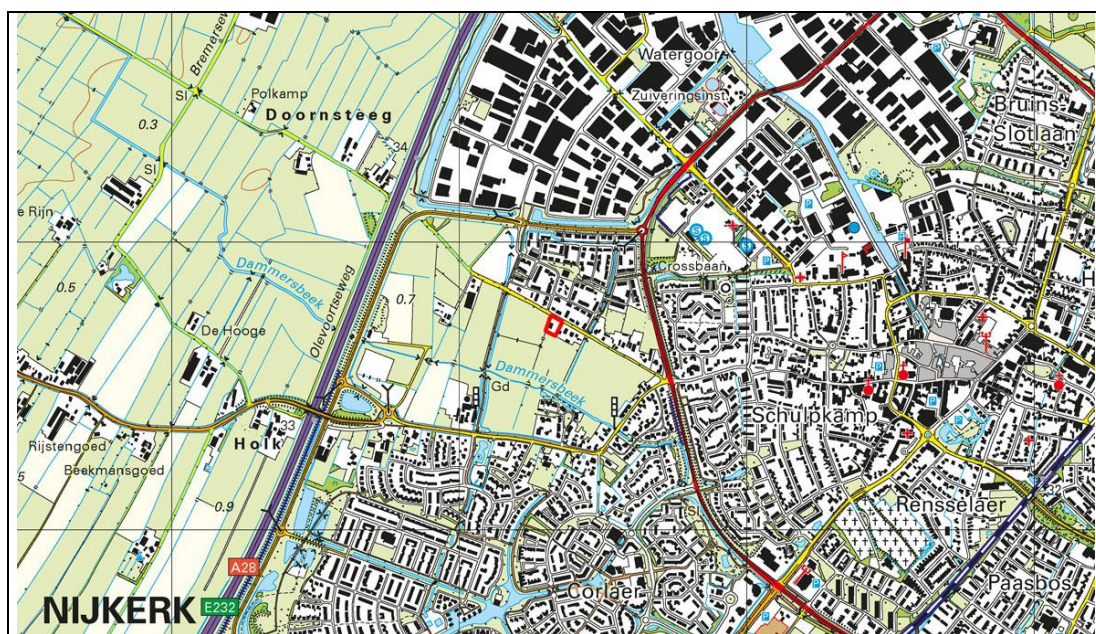 Watergoor
Zuiveringsinst.
Bremerse
Sl
Polkamp
Doornsteeg
Bruins-
Slotlaan
0.3
34
Sl
e Rijn
Dammersbeek
Olevoortseweg
0.5
0.7
Crossbaan
De Hooge
Dammersbeek
Gd
Schulpkamp
33
Holk
Rijstengoed
Beekmansgoed
5
0.9
Rensselaer
A28
Corlaer
Paasbos
NIJKERK
E232